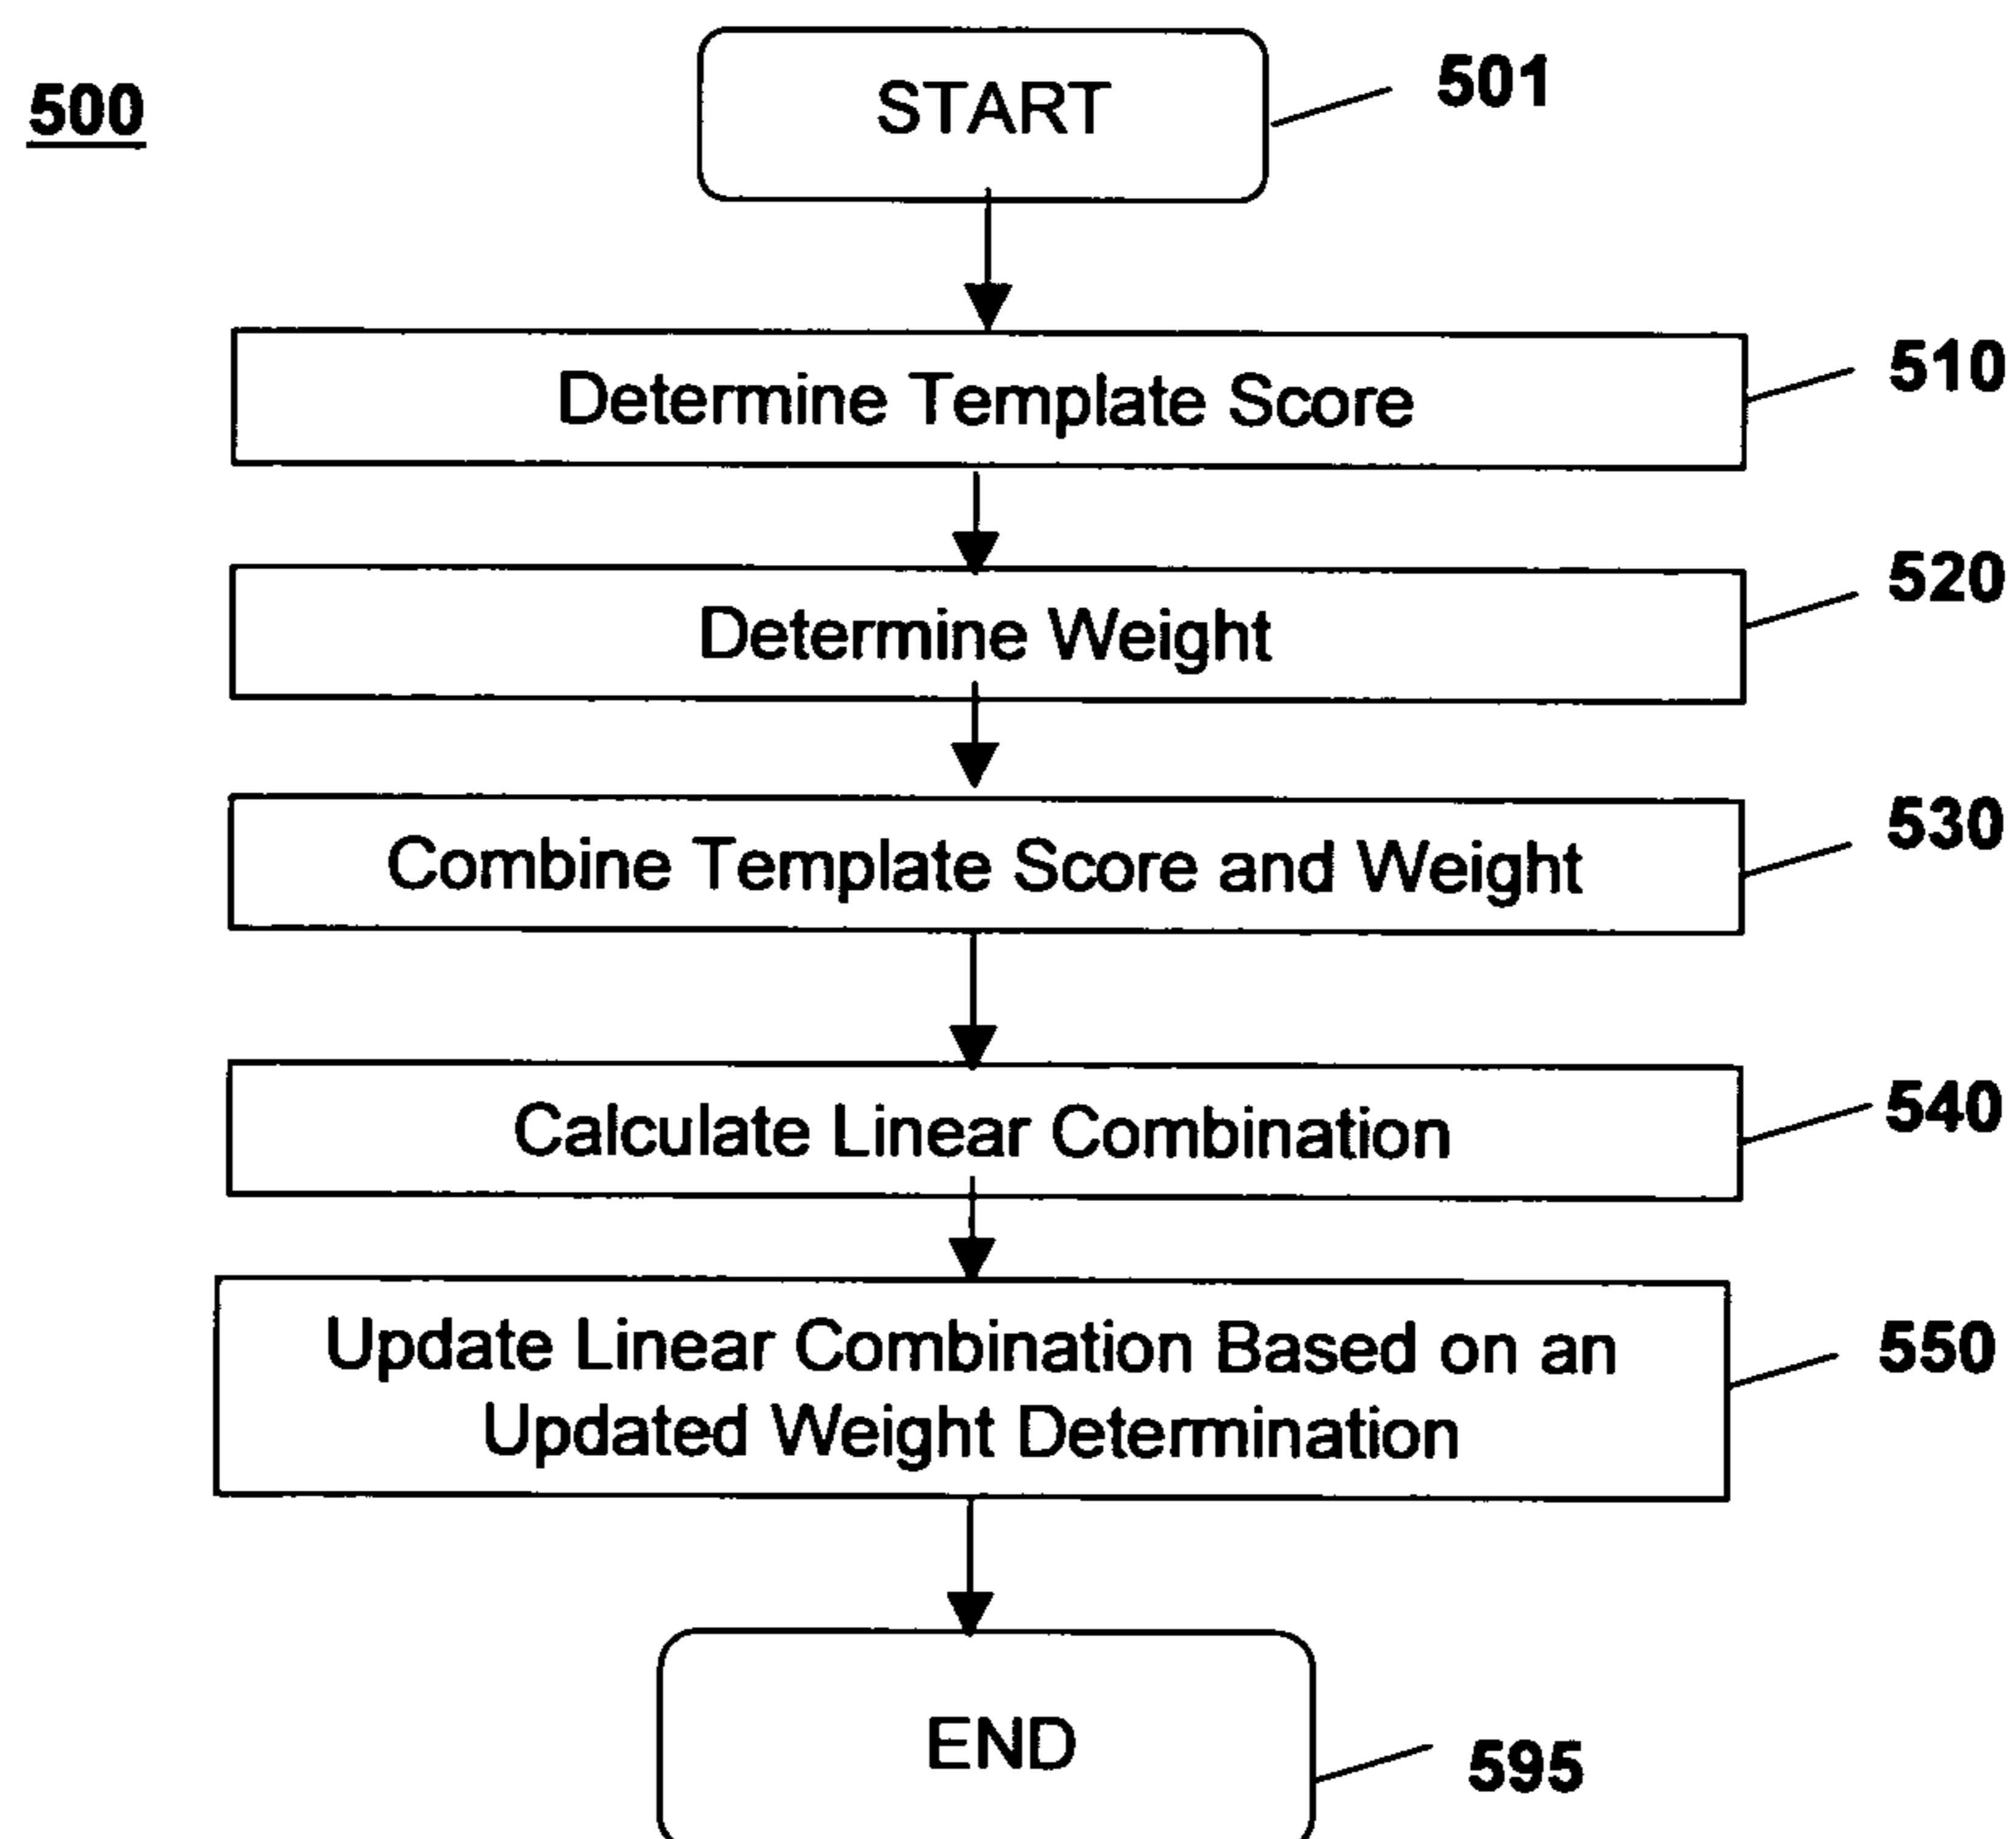 500
START
501
Determine Template Score
510
Determine Weight
520
Combine Template Score and Weight
530
Calculate Linear Combination
540
Update Linear Combination Based on an
Updated Weight Determination
550
END
595